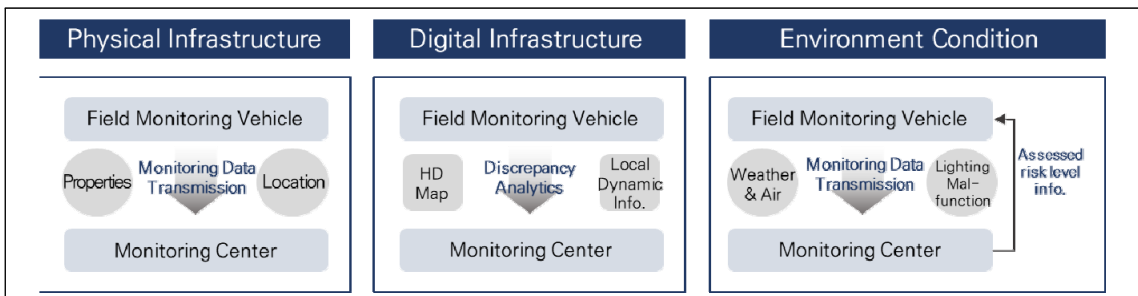 Physical Infrastructure
Field Monitoring Vehicle
Properties
Monitoring Data
Transmission
Location
Monitoring Center
Digital Infrastructure
Field Monitoring Vehicle
HD
Map
Discrepancy
Analytics
Local
Dynamic
Info.
Monitoring Center
Environment Condition
Field Monitoring Vehicle
Weather
& Air
Monitoring Data
Transmission
Lighting
Mal-
function
Monitoring Center
Assessed
risk level
info.